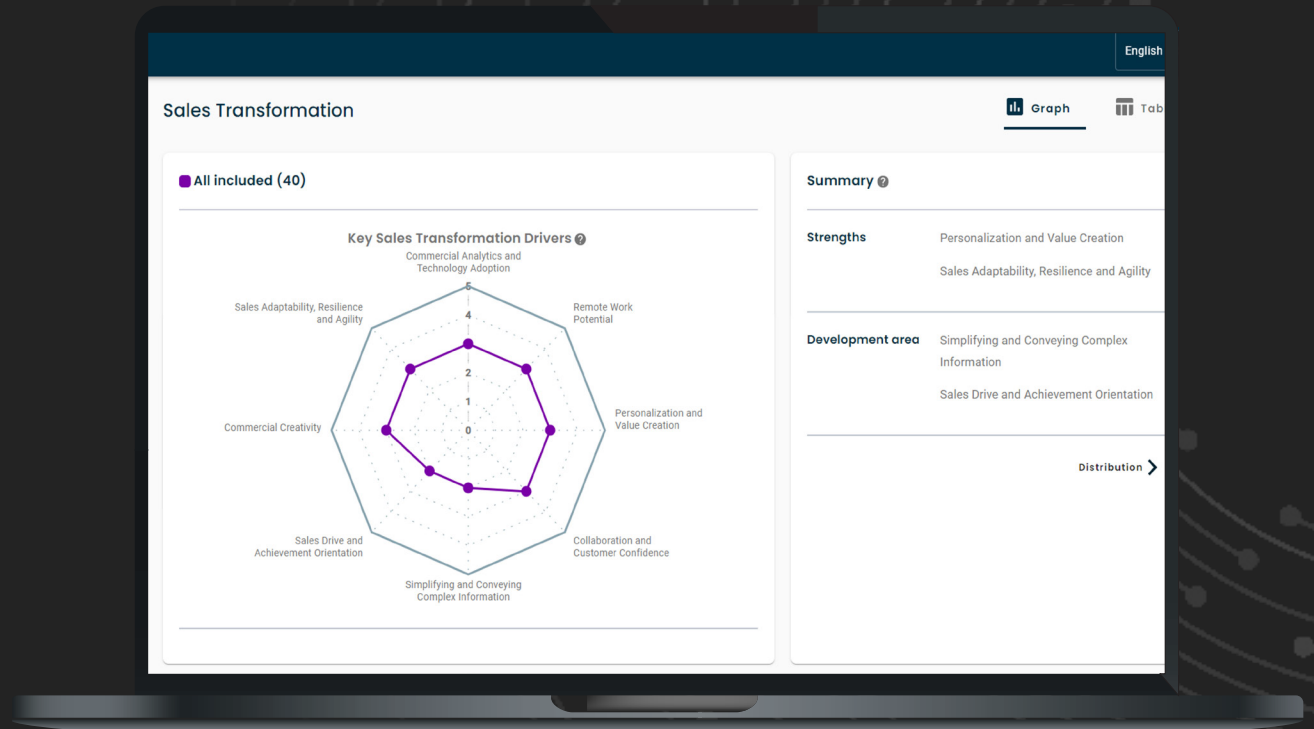 English
Sales Transformation
Graph
Tab
All included (40)
Summary
Key Sales Transformation Drivers
Commercial Analytics and
Technology Adoption
5
4
2
1
0
Remote Work
Potential
Personalization and
Value Creation
Collaboration and
Customer Confidence
Simplifying and Conveying
Complex Information
Sales Drive and
Achievement Orientation
Commercial Creativity
Sales Adaptability, Resilience
and Agility
Strengths
Personalization and Value Creation
Sales Adaptability, Resilience and Agility
Development area
Simplifying and Conveying Complex
Information
Sales Drive and Achievement Orientation
Distribution